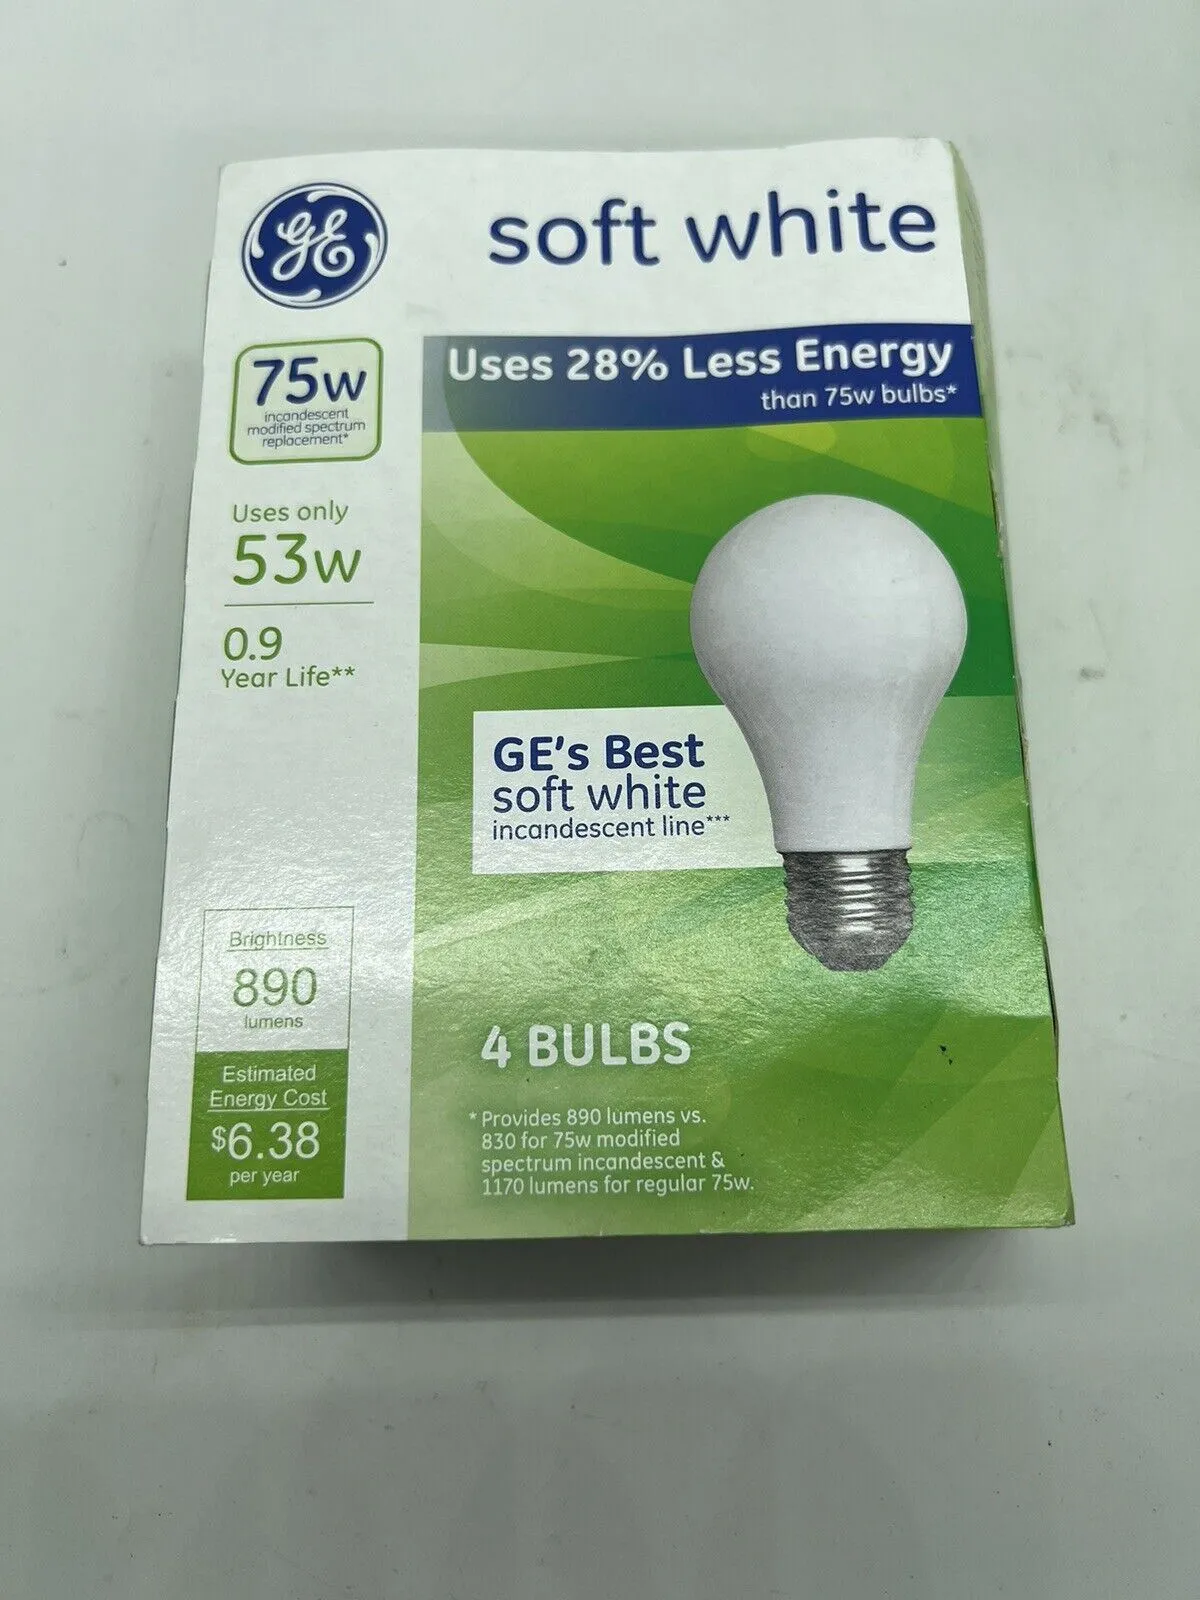 GE
soft white
75w
incandescent
modified spectrum
replacement*
Uses 28% Less Energy
than 75w bulbs*
Uses only
53w
0.9
Year Life**
GE's Best
soft white
incandescent line***
Brightness
890
lumens
Estimated
Energy Cost
$6.38
per year
4 BULBS
* Provides 890 lumens vs.
830 for 75w modified
spectrum incandescent &
1170 lumens for regular 75w.